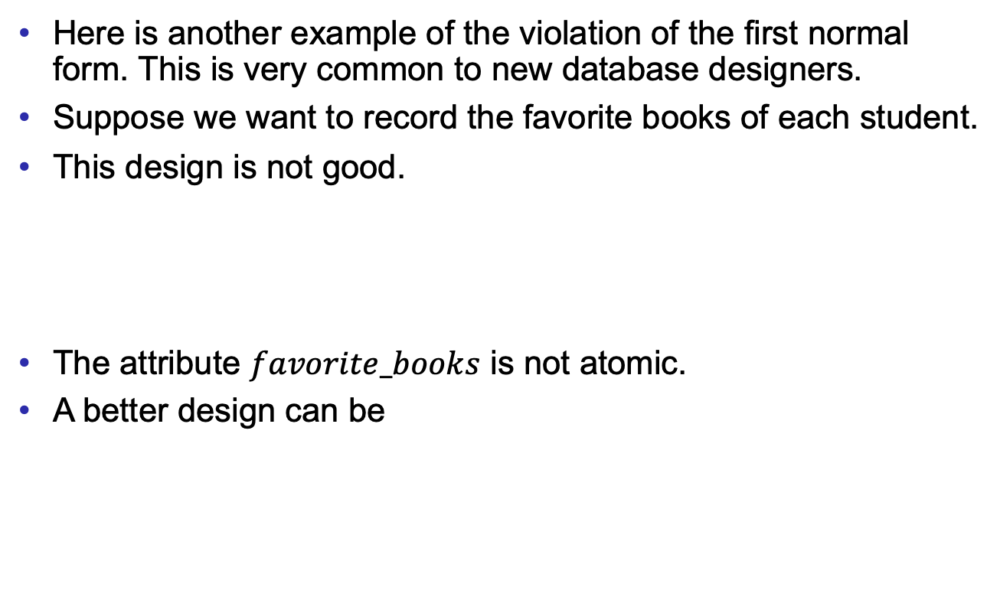 • Here is another example of the violation of the first normal
form. This is very common to new database designers.
• Suppose we want to record the favorite books of each student.
• This design is not good.
• The attribute favorite_books is not atomic.
• A better design can be